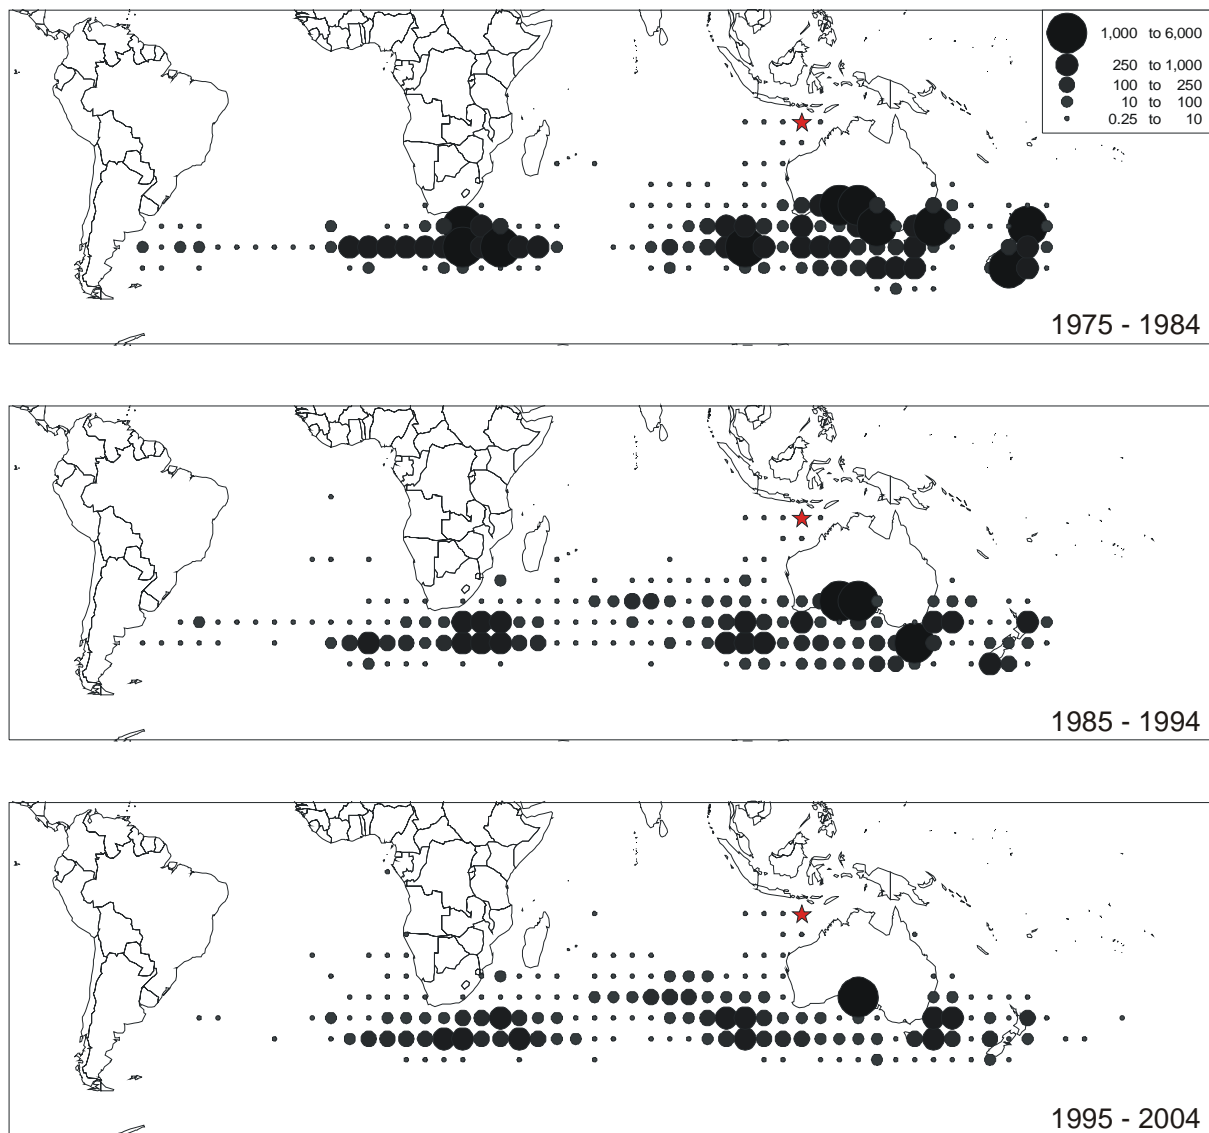 1,000 to 6,000
250 to 1,000
100 to 250
10 to 100
0.25 to 10
1975 - 1984
1985 - 1994
1995 - 2004